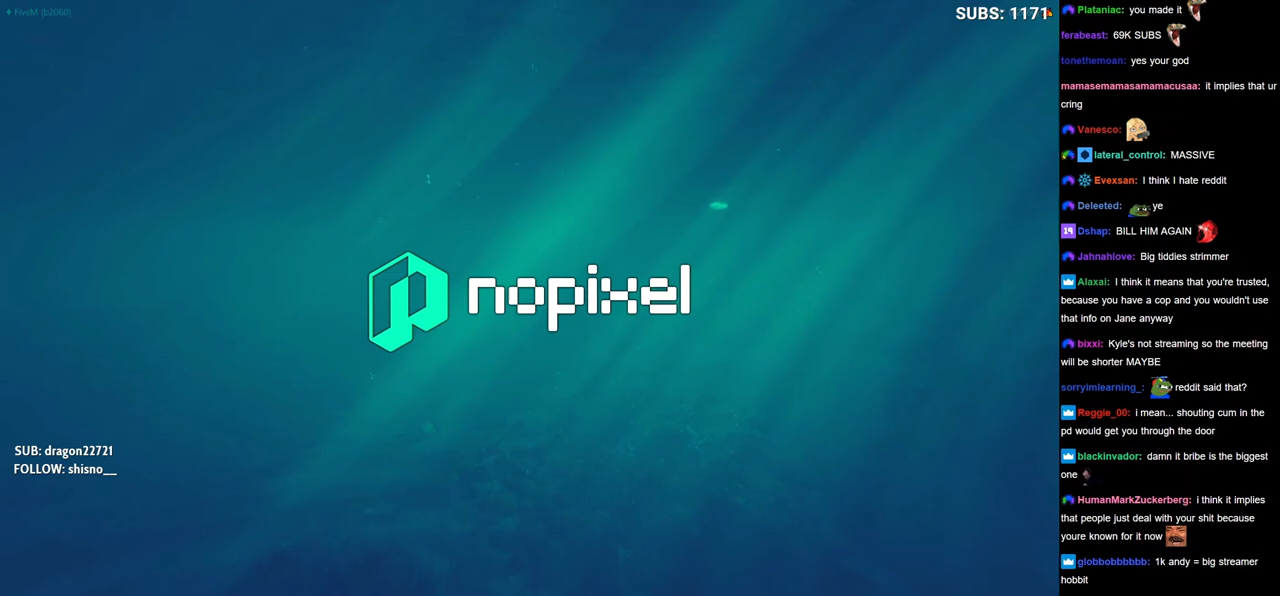 FiveM (b2060)
SUBS: 1171
nopixel
SUB: dragon22721
FOLLOW: shisno__
Plataniac: you made it
ferabeast: 69K SUBS
tonethemoan: yes your god
mamasemamasamamacusaa: it implies that ur
cring
Vanesco:
lateral_control: MASSIVE
Evexsan: I think I hate reddit
Deleeted: ye
19 Dshap: BILL HIM AGAIN
Jahnahlove: Big tiddies strimmer
Alaxai: I think it means that you're trusted,
because you have a cop and you wouldn't use
that info on Jane anyway
bixxi: Kyle's not streaming so the meeting
will be shorter MAYBE
sorryimlearning_: reddit said that?
Reggie_00: i mean... shouting cum in the
pd would get you through the door
blackinvador: damn it bribe is the biggest
one
HumanMarkZuckerberg: i think it implies
that people just deal with your shit because
youre known for it now
globbobbbbbb: 1k andy = big streamer
hobbit